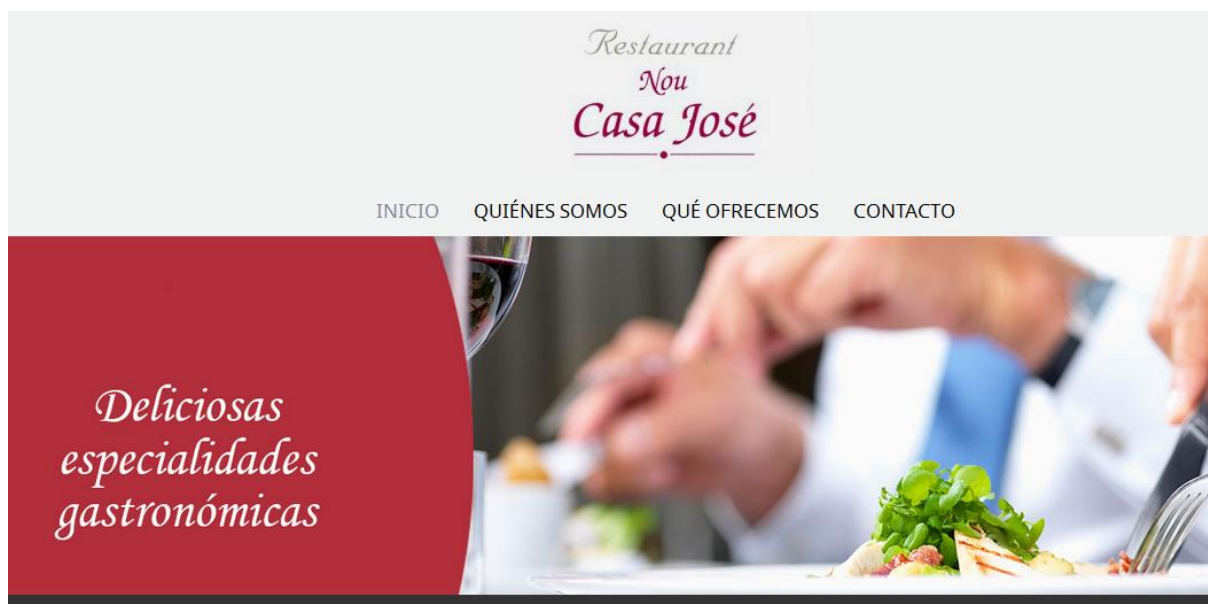 Restaurant
Nou
Casa José
INICIO QUIÉNES SOMOS QUÉ OFRECEMOS CONTACTO
Deliciosas
especialidades
gastronómicas